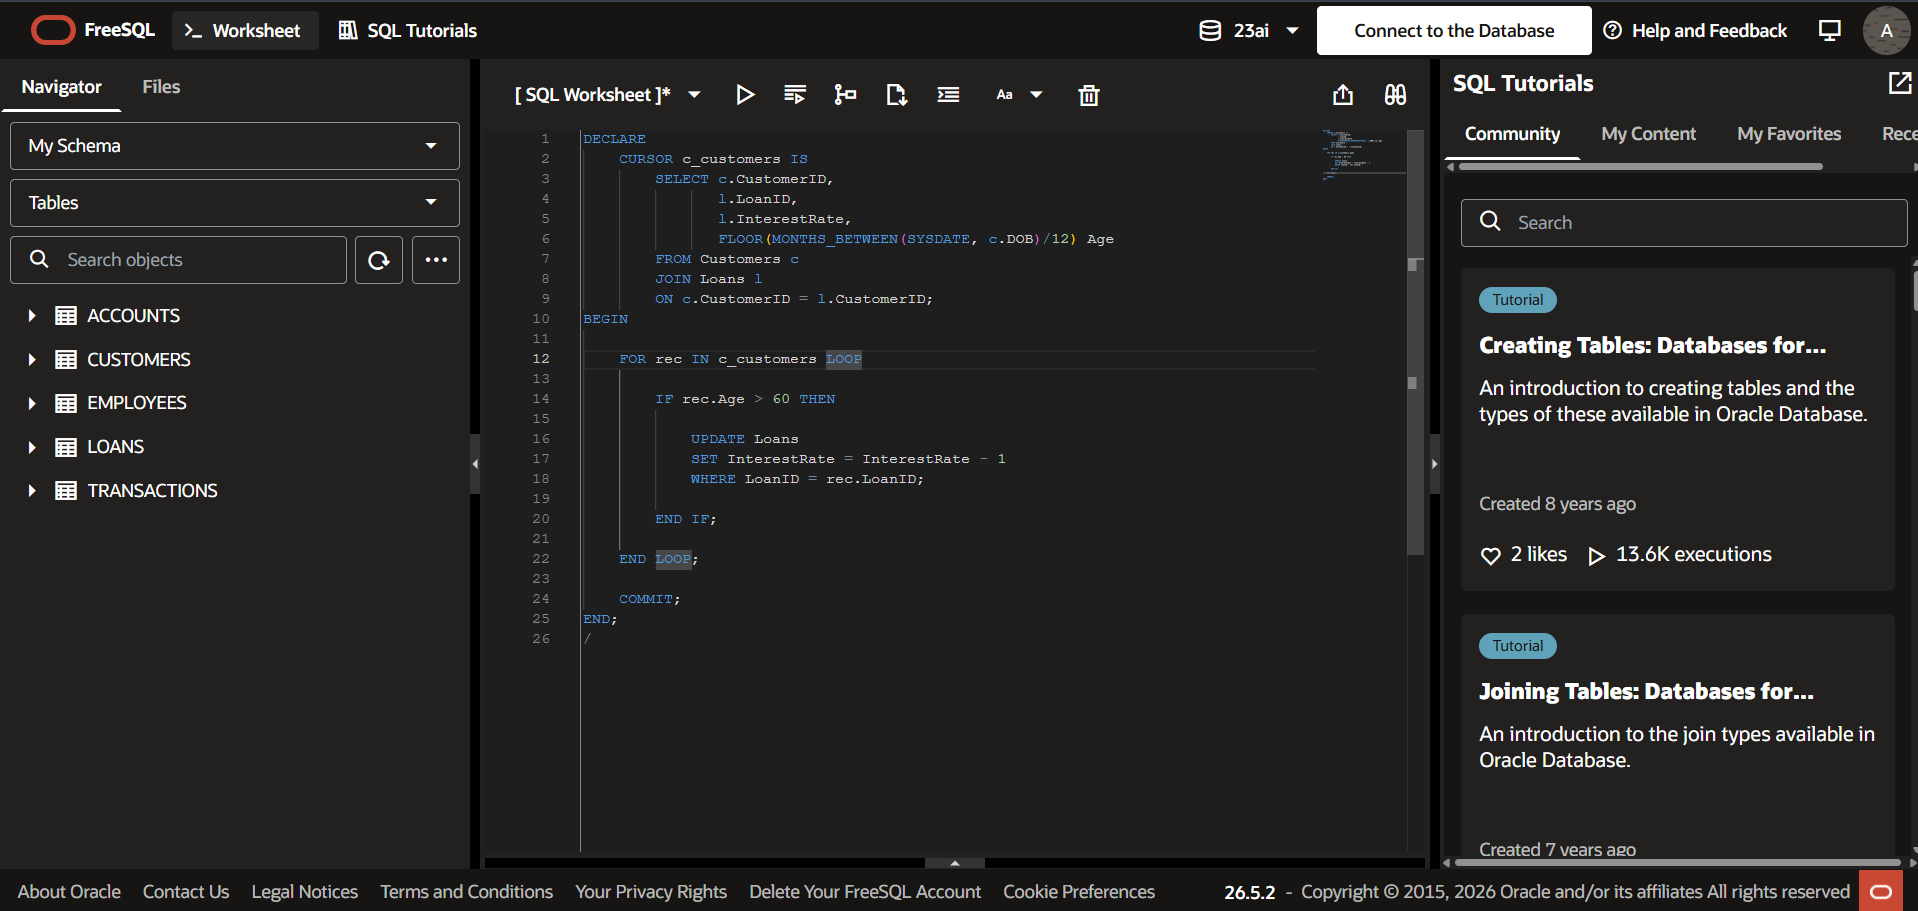 FreeSQL
Worksheet
SQL Tutorials
23ai
Connect to the Database
Help and Feedback
A
Navigator
Files
My Schema
Tables
Search objects
ACCOUNTS
CUSTOMERS
EMPLOYEES
LOANS
TRANSACTIONS
[ SQL Worksheet ]*
Aa
1 DECLARE
2 CURSOR c_customers IS
3 SELECT c.CustomerID,
4 l.LoanID,
5 l.InterestRate,
6 FLOOR(MONTHS_BETWEEN(SYSDATE, c.DOB)/12) Age
7 FROM Customers c
8 JOIN Loans l
9 ON c.CustomerID = l.CustomerID;
10 BEGIN
11
12 FOR rec IN c_customers LOOP
13
14 IF rec.Age > 60 THEN
15
16 UPDATE Loans
17 SET InterestRate = InterestRate - 1
18 WHERE LoanID = rec.LoanID;
19
20 END IF;
21
22 END LOOP;
23
24 COMMIT;
25 END;
26 /
SQL Tutorials
Community
My Content
My Favorites
Rece
Search
Tutorial
Creating Tables: Databases for...
An introduction to creating tables and the
types of these available in Oracle Database.
Created 8 years ago
2 likes
13.6K executions
Tutorial
Joining Tables: Databases for...
An introduction to the join types available in
Oracle Database.
Created 7 years ago
About Oracle
Contact Us
Legal Notices
Terms and Conditions
Your Privacy Rights
Delete Your FreeSQL Account
Cookie Preferences
26.5.2 - Copyright © 2015, 2026 Oracle and/or its affiliates All rights reserved